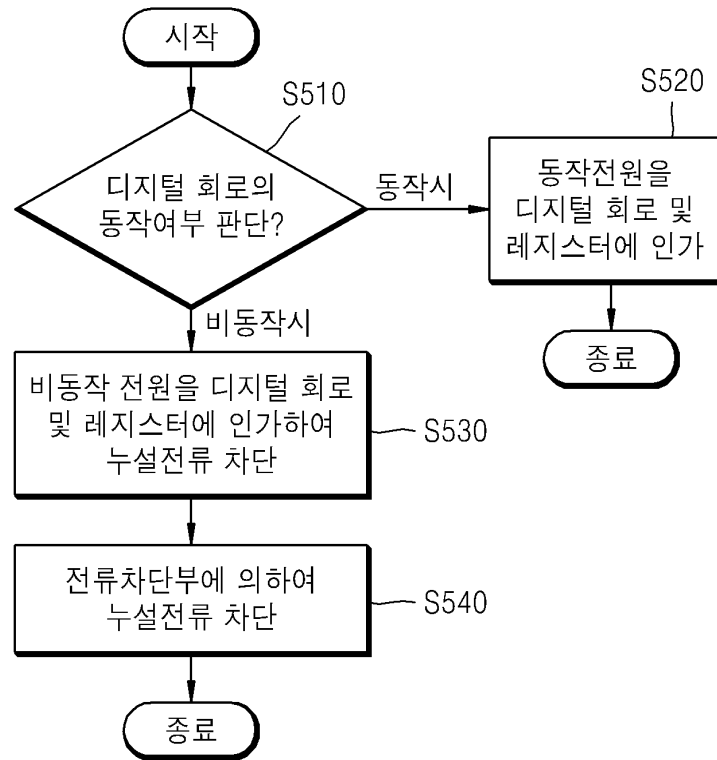 시작
S510
디지털 회로의
동작여부 판단?
동작시
S520
동작전원을
디지털 회로 및
레지스터에 인가
종료
비동작시
비동작 전원을 디지털 회로
및 레지스터에 인가하여
누설전류 차단
S530
전류차단부에 의하여
누설전류 차단
S540
종료